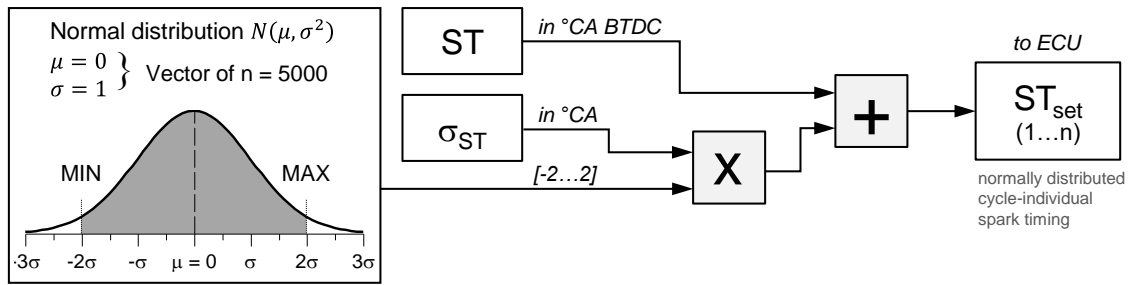 Normal distribution N(μ, σ²)
μ = 0
σ = 1
} Vector of n = 5000
MIN
MAX
-3σ -2σ -σ μ = 0 σ 2σ 3σ
ST
in °CA BTDC
σST
in °CA
[-2...2]
X
+
to ECU
STset
(1...n)
normally distributed
cycle-individual
spark timing